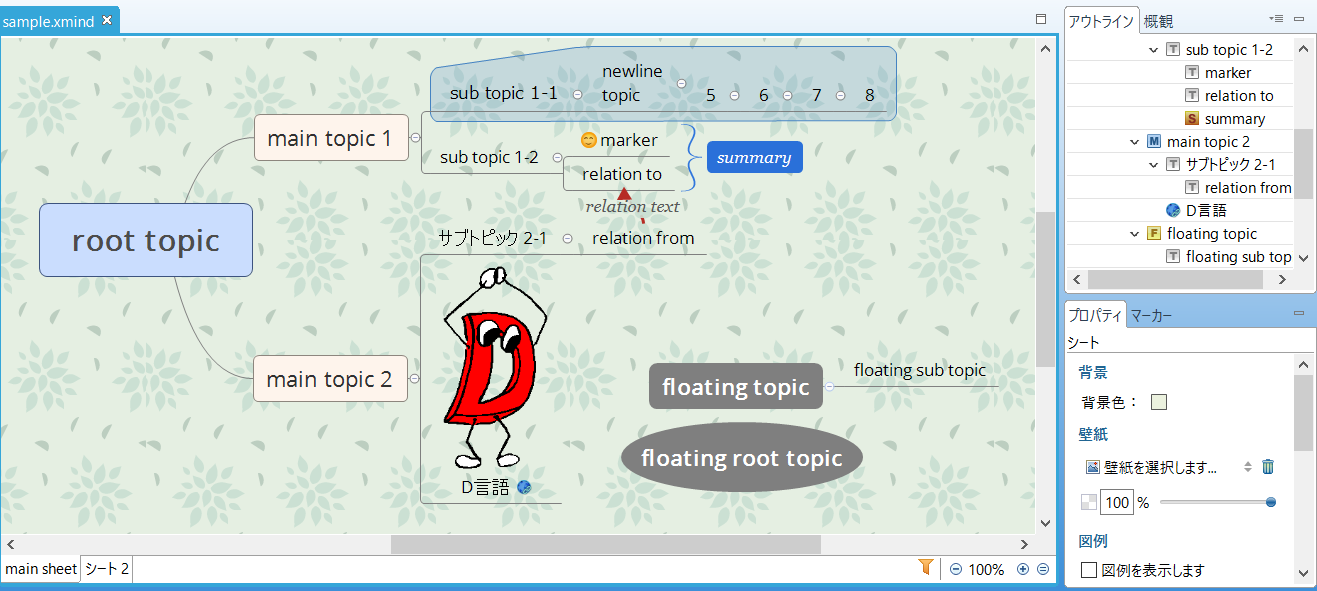 sample.xmind
newline
topic
sub topic 1-1
5
6
7
8
main topic 1
marker
sub topic 1-2
summary
relation to
relation text
root topic
サブトピック 2-1
relation from
main topic 2
D言語
floating topic
floating sub topic
floating root topic
main sheet
シート 2
100%
アウトライン
概観
sub topic 1-2
T marker
T relation to
S summary
M main topic 2
T サブトピック 2-1
T relation from
D言語
F floating topic
T floating sub top
プロパティ
マーカー
シート
背景
背景色：
壁紙
壁紙を選択します...
100 %
図例
図例を表示します